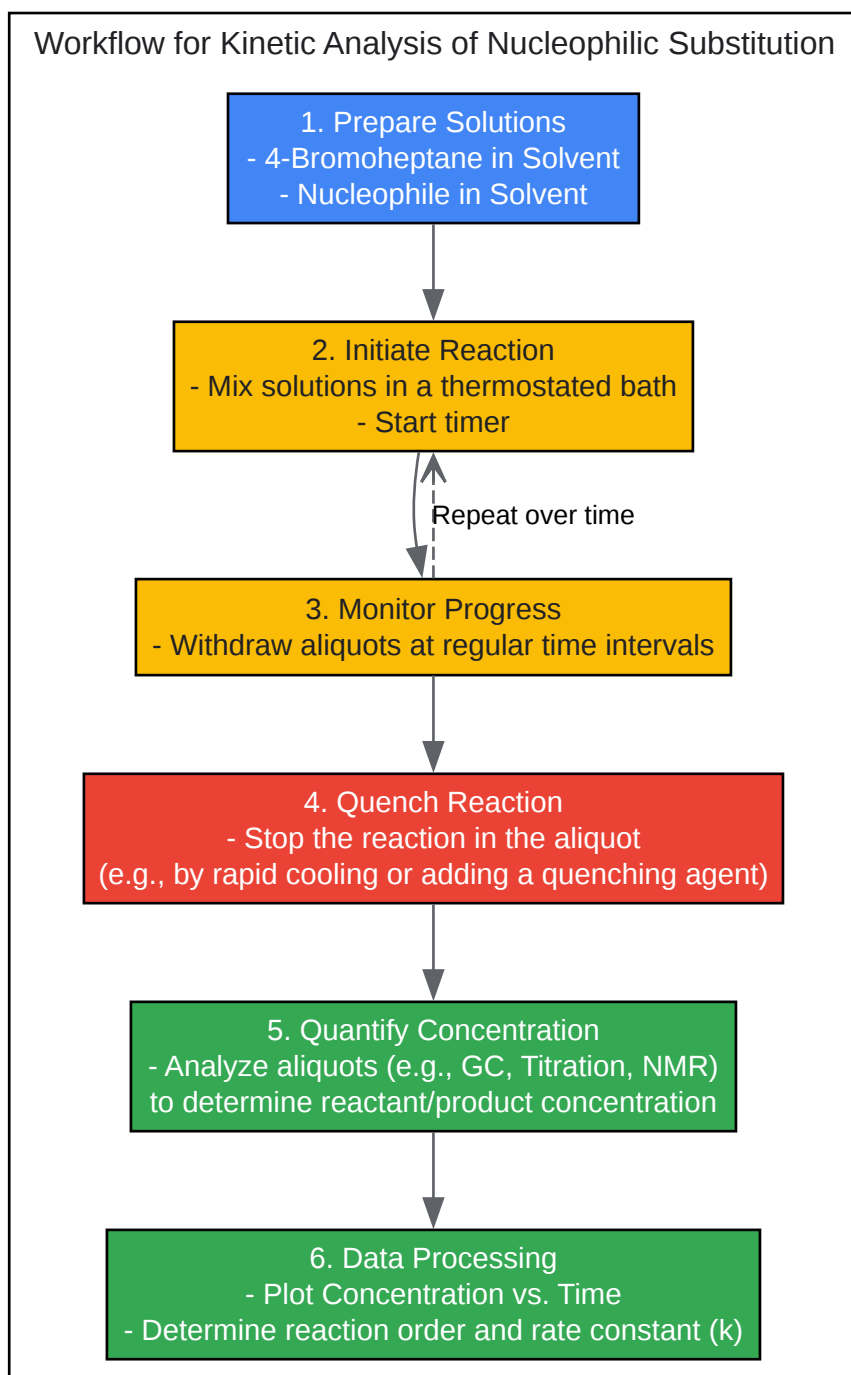 Workflow for Kinetic Analysis of Nucleophilic Substitution
1. Prepare Solutions
- 4-Bromoheptane in Solvent
- Nucleophile in Solvent
2. Initiate Reaction
- Mix solutions in a thermostated bath
- Start timer
Repeat over time
3. Monitor Progress
- Withdraw aliquots at regular time intervals
4. Quench Reaction
- Stop the reaction in the aliquot
(e.g., by rapid cooling or adding a quenching agent)
5. Quantify Concentration
- Analyze aliquots (e.g., GC, Titration, NMR)
to determine reactant/product concentration
6. Data Processing
- Plot Concentration vs. Time
- Determine reaction order and rate constant (k)